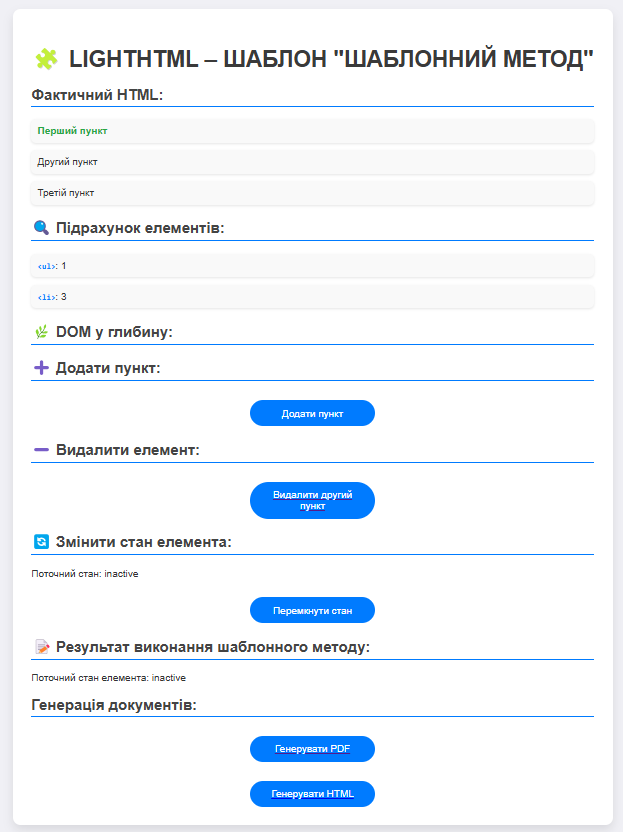 🧩 LIGHTHTML – ШАБЛОН "ШАБЛОННИЙ МЕТОД"
Фактичний HTML:
Перший пункт
Другий пункт
Третій пункт
🔍 Підрахунок елементів:
<ul>: 1
<li>: 3
🌿 DOM у глибину:
➕ Додати пункт:
Додати пункт
➖ Видалити елемент:
Видалити другий
пункт
🔄 Змінити стан елемента:
Поточний стан: inactive
Перемкнути стан
📝 Результат виконання шаблонного методу:
Поточний стан елемента: inactive
Генерація документів:
Генерувати PDF
Генерувати HTML